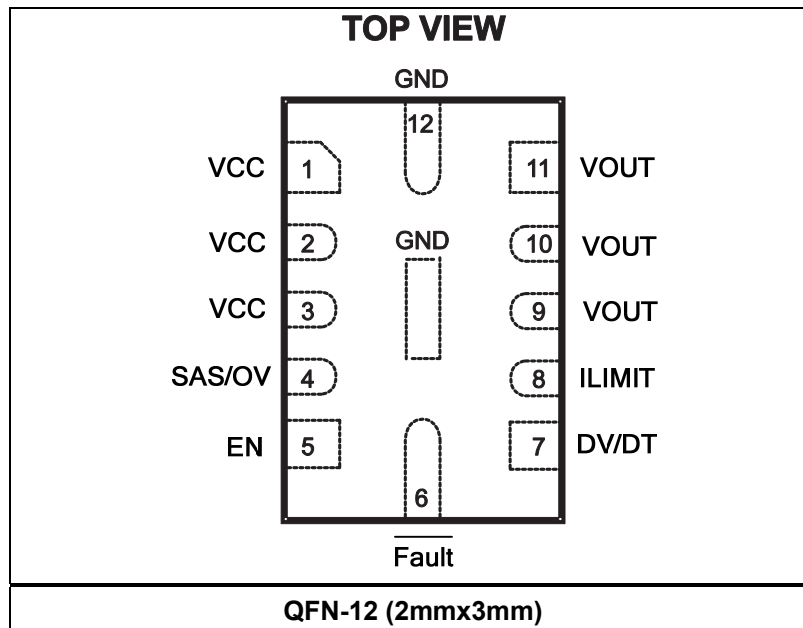 TOP VIEW
GND
12
VCC 1 11 VOUT
VCC 2 GND 10 VOUT
VCC 3 9 VOUT
SAS/OV 4 8 ILIMIT
EN 5 7 DV/DT
6
Fault
QFN-12 (2mmx3mm)